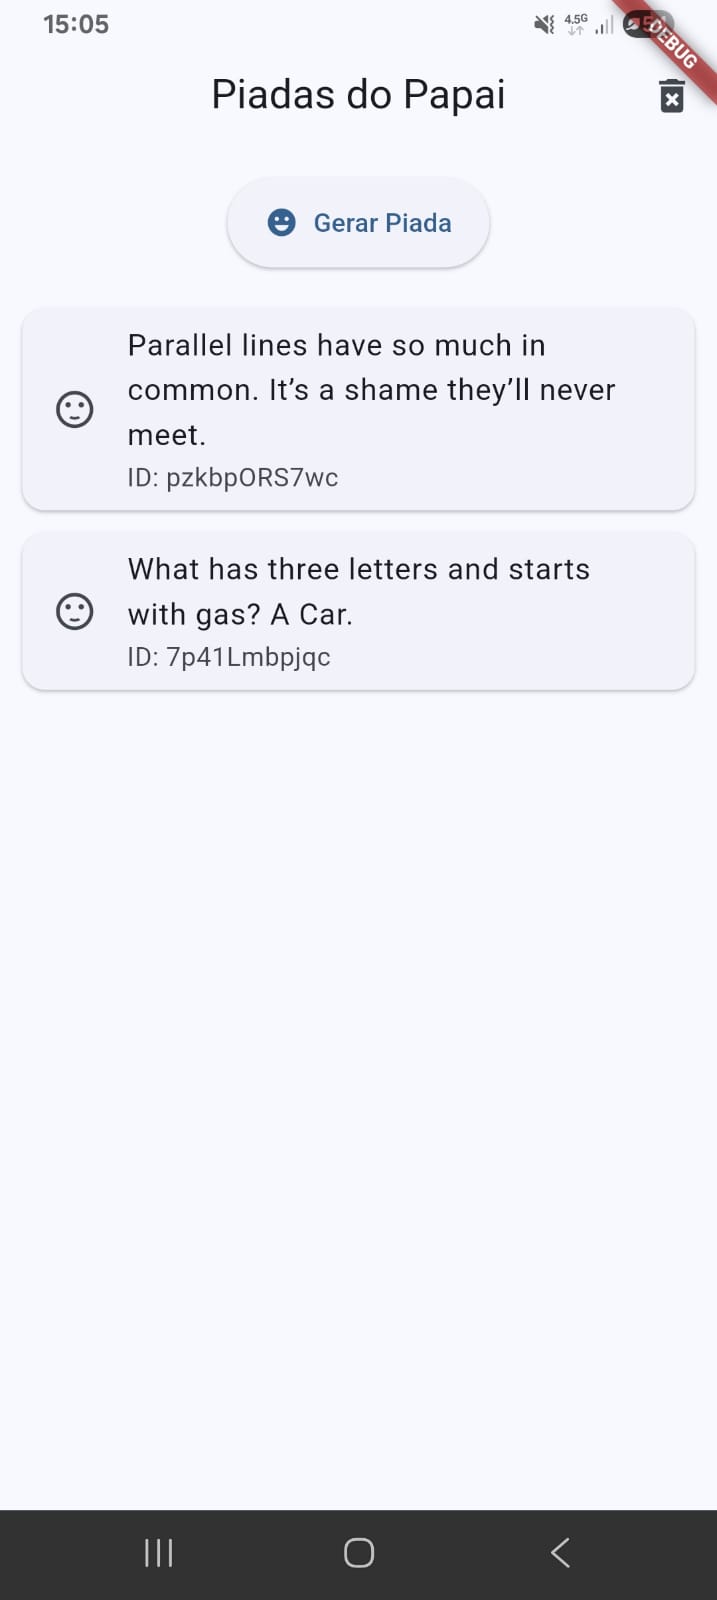 15:05
4.5G
DEBUG
Piadas do Papai
Gerar Piada
Parallel lines have so much in
common. It’s a shame they’ll never
meet.
ID: pzkbpORS7wc
What has three letters and starts
with gas? A Car.
ID: 7p41Lmbpjqc